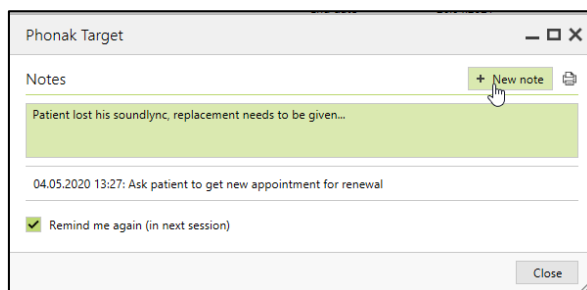 Phonak Target
Notes
+ New note
Patient lost his soundlync, replacement needs to be given...
04.05.2020 13:27: Ask patient to get new appointment for renewal
Remind me again (in next session)
Close